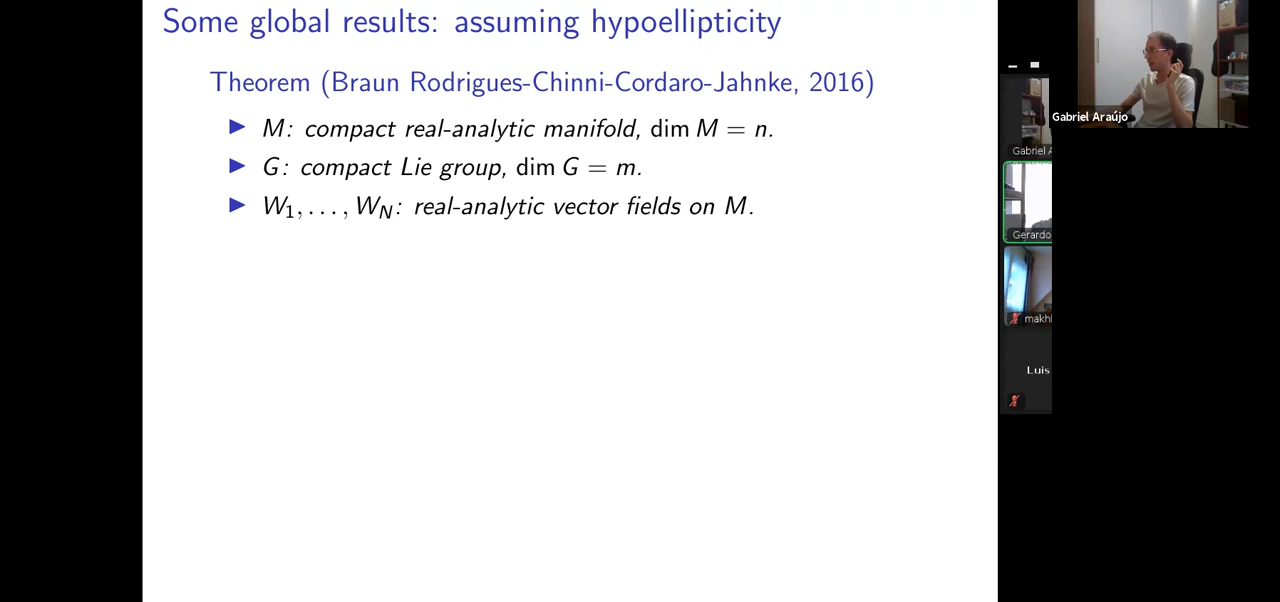 Some global results: assuming hypoellipticity
Theorem (Braun Rodrigues-Chinni-Cordaro-Jahnke, 2016)
▶ M: compact real-analytic manifold, dim M = n.
▶ G: compact Lie group, dim G = m.
▶ W₁, . . . , W_N: real-analytic vector fields on M.
Gabriel Araújo
Gabriel A
Gerardo
makhl
Luis